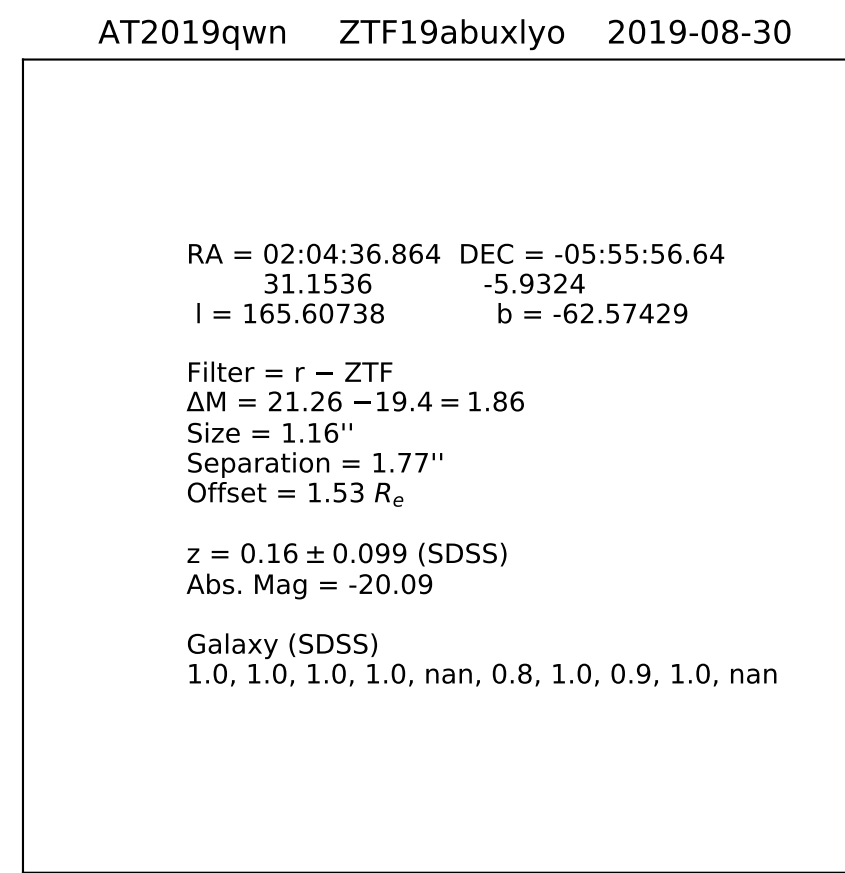 AT2019qwn ZTF19abuxlyo 2019-08-30
RA = 02:04:36.864 DEC = -05:55:56.64
31.1536 -5.9324
l = 165.60738 b = -62.57429
Filter = r − ZTF
ΔM = 21.26 −19.4 = 1.86
Size = 1.16''
Separation = 1.77''
Offset = 1.53 Rₑ
z = 0.16 ± 0.099 (SDSS)
Abs. Mag = -20.09
Galaxy (SDSS)
1.0, 1.0, 1.0, 1.0, nan, 0.8, 1.0, 0.9, 1.0, nan